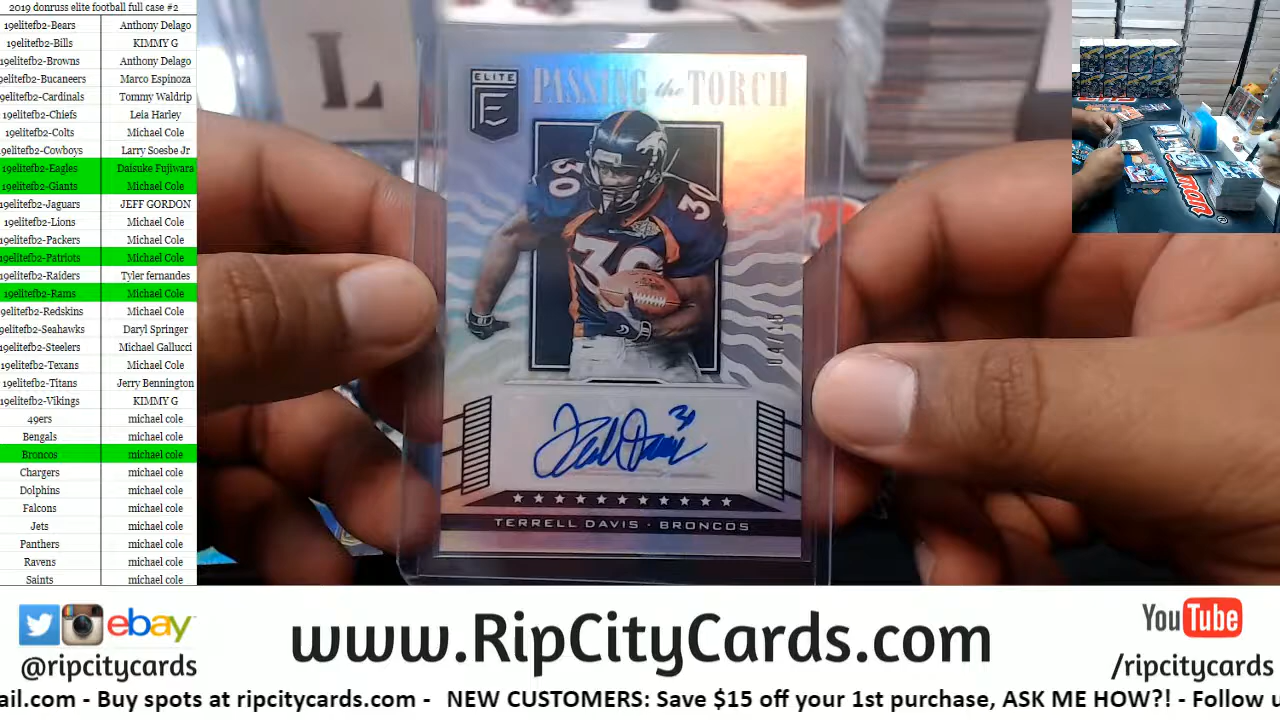 2019 donruss elite football full case #2
19elitefb2-Bears Anthony Delago
19elitefb2-Bills KIMMY G
19elitefb2-Browns Anthony Delago
9elitefb2-Bucaneers Marco Espinoza
9elitefb2-Cardinals Tommy Waldrip
19elitefb2-Chiefs Leia Harley
19elitefb2-Colts Michael Cole
9elitefb2-Cowboys Larry Soesbe Jr
19elitefb2-Eagles Daisuke Fujiwara
19elitefb2-Giants Michael Cole
19elitefb2-Jaguars JEFF GORDON
19elitefb2-Lions Michael Cole
19elitefb2-Packers Michael Cole
19elitefb2-Patriots Michael Cole
19elitefb2-Raiders Tyler fernandes
19elitefb2-Rams Michael Cole
9elitefb2-Redskins Michael Cole
9elitefb2-Seahawks Daryl Springer
19elitefb2-Steelers Michael Gallucci
19elitefb2-Texans Michael Cole
19elitefb2-Titans Jerry Bennington
19elitefb2-Vikings KIMMY G
49ers michael cole
Bengals michael cole
Broncos michael cole
Chargers michael cole
Dolphins michael cole
Falcons michael cole
Jets michael cole
Panthers michael cole
Ravens michael cole
Saints michael cole
L
ELITE
E
PASSING the TORCH
30
30
30
04/15
30
TERRELL DAVIS · BRONCOS
ebay
@ripcitycards
www.RipCityCards.com
YouTube
/ripcitycards
ail.com - Buy spots at ripcitycards.com - NEW CUSTOMERS: Save $15 off your 1st purchase, ASK ME HOW?! - Follow u